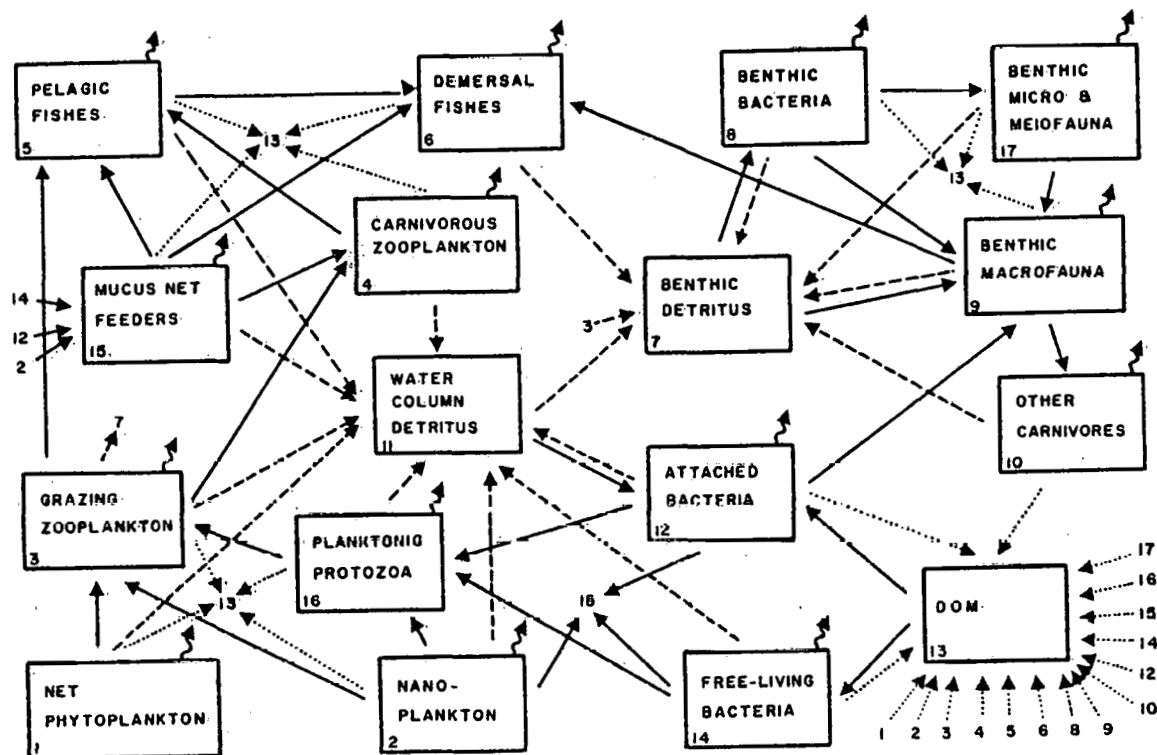 PELAGIC
FISHES
5
DEMERSAL
FISHES
6
BENTHIC
BACTERIA
8
BENTHIC
MICRO &
MEIOFAUNA
17
13
13
CARNIVOROUS
ZOOPLANKTON
4
MUCUS NET
FEEDERS
15
14
12
2
BENTHIC
DETRITUS
7
3
BENTHIC
MACROFAUNA
9
WATER
COLUMN
DETRITUS
11
OTHER
CARNIVORES
10
7
GRAZING
ZOOPLANKTON
3
PLANKTONIC
PROTOZOA
16
ATTACHED
BACTERIA
12
13
15
DOM
13
17
16
15
14
12
10
1
2
3
4
5
6
8
9
NET
PHYTOPLANKTON
1
NANO-
PLANKTON
2
FREE-LIVING
BACTERIA
14